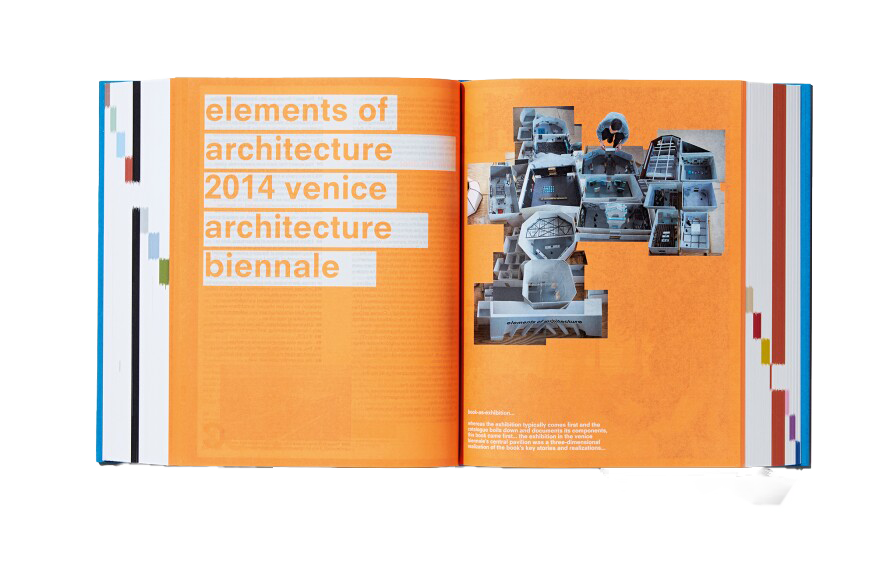 elements of
architecture
2014 venice
architecture
biennale
elements of architecture
book-as-exhibition...
whereas the exhibition typically comes first and the
catalogue boils down and documents its components,
this book came first... the exhibition in the venice
biennale's central pavilion was a three-dimensional
realization of the book's key stories and realizations...